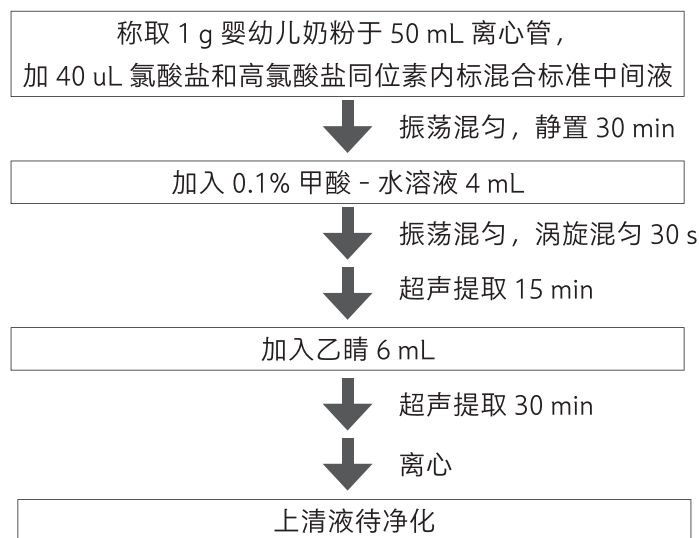 称取 1 g 婴幼儿奶粉于 50 mL 离心管，
加 40 uL 氯酸盐和高氯酸盐同位素内标混合标准中间液
振荡混匀，静置 30 min
加入 0.1% 甲酸 - 水溶液 4 mL
振荡混匀，涡旋混匀 30 s
超声提取 15 min
加入乙睛 6 mL
超声提取 30 min
离心
上清液待净化